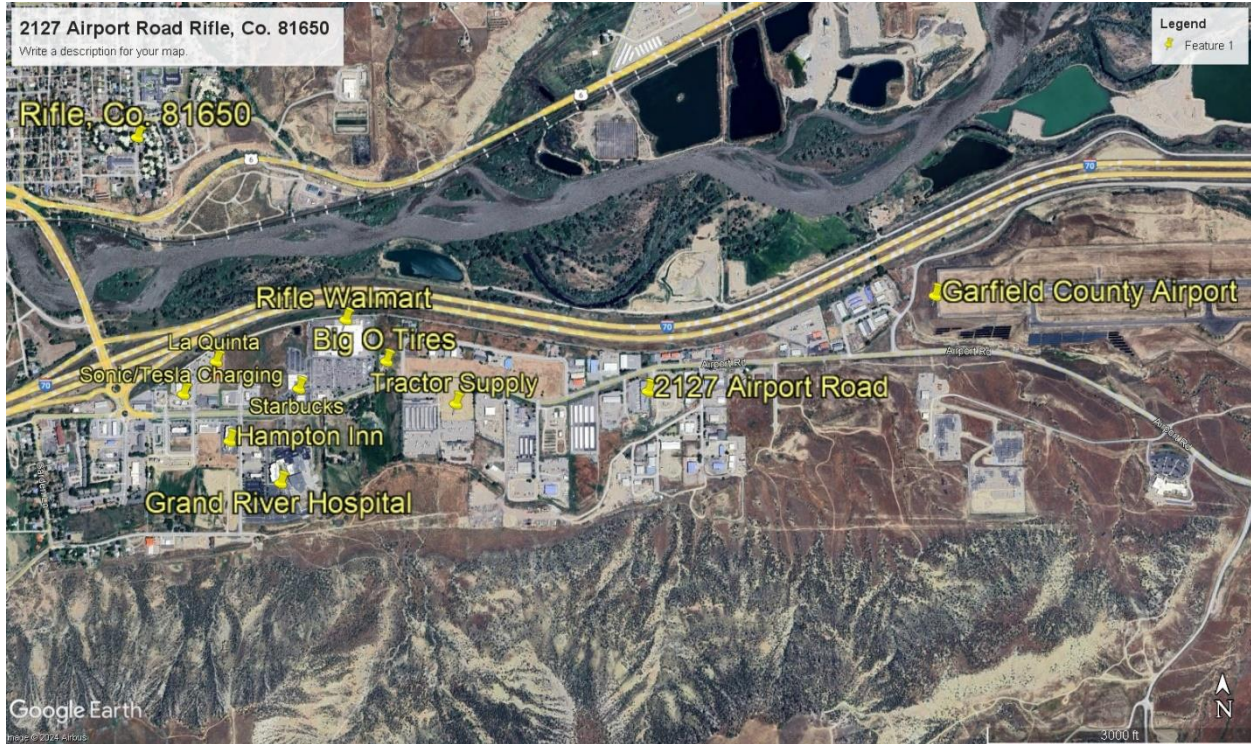 2127 Airport Road Rifle, Co. 81650
Write a description for your map.
Legend
Feature 1
Rifle, Co. 81650
6
6
70
Rifle Walmart
Garfield County Airport
La Quinta
Big O Tires
70
Airport Rd
Airport Rd
70
Sonic/Tesla Charging
Tractor Supply
2127 Airport Road
Starbucks
Hampton Inn
Airport Rd
Grand River Hospital
Google Earth
Image © 2024 Airbus
N
3000 ft